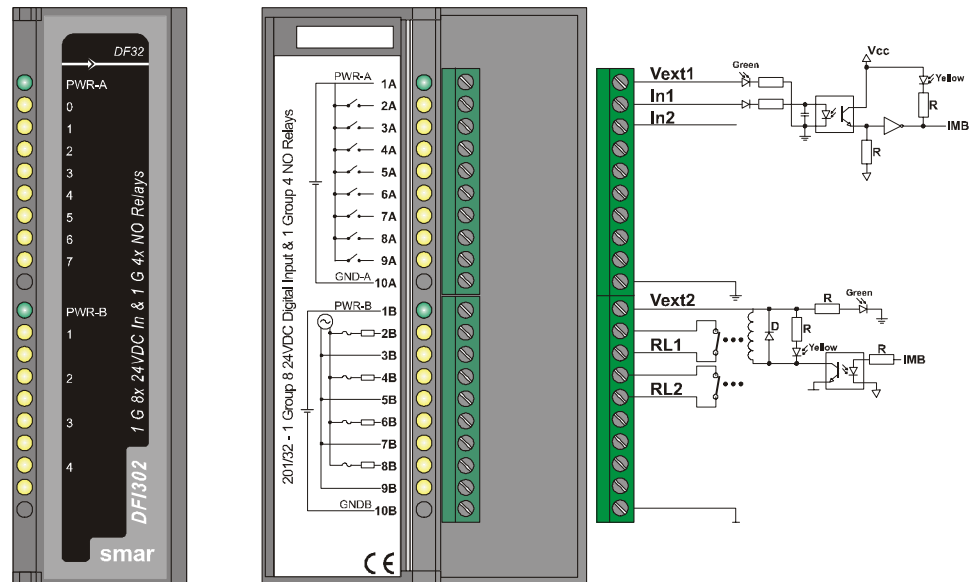 DF32
PWR-A
0
1
2
3
4
5
6
7
PWR-B
1
2
3
4
1 G 8x 24VDC In & 1 G 4x NO Relays
DFI302
smar
201/32 - 1 Group 8 24VDC Digital Input & 1 Group 4 NO Relays
PWR-A
1A
2A
3A
4A
5A
6A
7A
8A
9A
GND-A
10A
PWR-B
1B
2B
3B
4B
5B
6B
7B
8B
9B
GNDB
10B
CE
Vext1
In1
In2
Green
Vcc
Yellow
R
IMB
R
Vext2
RL1
RL2
D
R
Yellow
R
Green
R
IMB